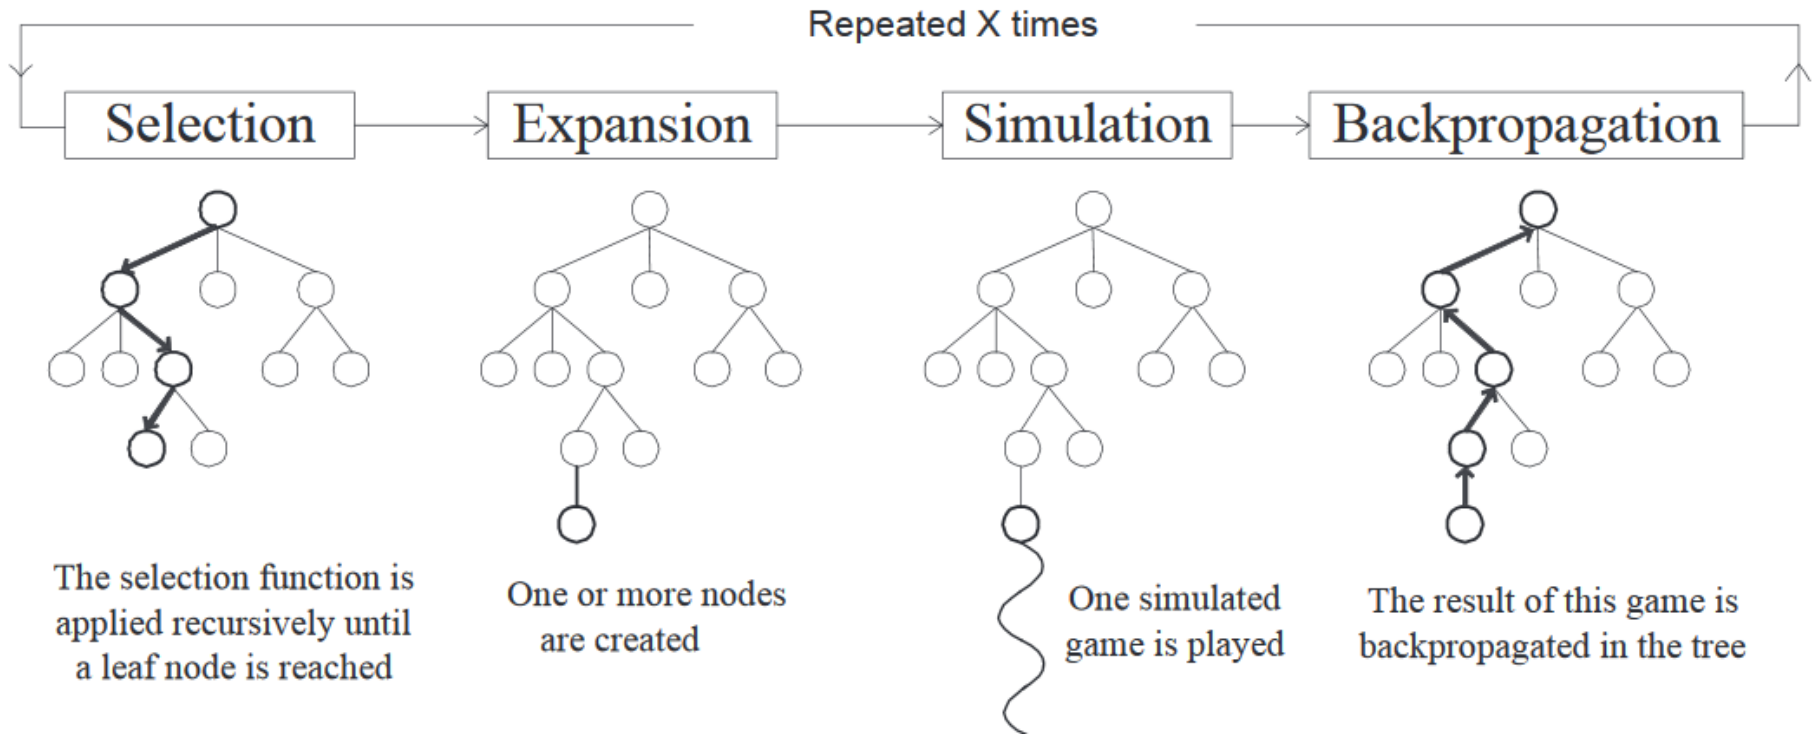 Repeated X times
Selection
Expansion
Simulation
Backpropagation
The selection function is
applied recursively until
a leaf node is reached
One or more nodes
are created
One simulated
game is played
The result of this game is
backpropagated in the tree